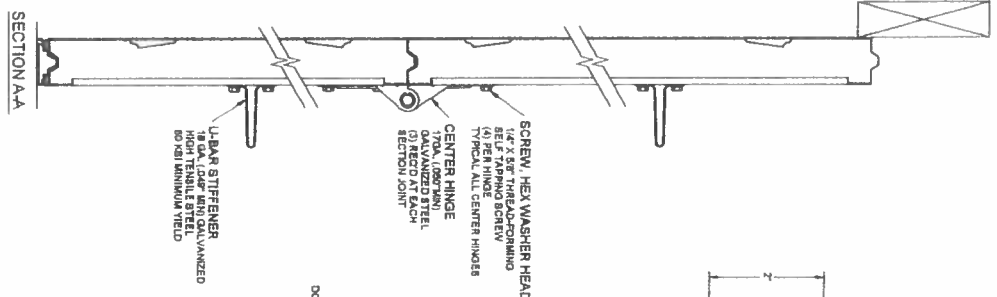 SECTION A-A
U-BAR STIFFENER
18 GA. (.049" MIN) GALVANIZED
HIGH TENSILE STEEL
80 KSI MINIMUM YIELD
CENTER HINGE
17GA. (.050" MIN)
GALVANIZED STEEL
(3) REQ'D AT EACH
SECTION JOINT
SCREW, HEX WASHER HEAD
1/4" X 5/8" THREAD-FORMING
SELF TAPPING SCREW
(4) PER HINGE
TYPICAL ALL CENTER HINGES
2"